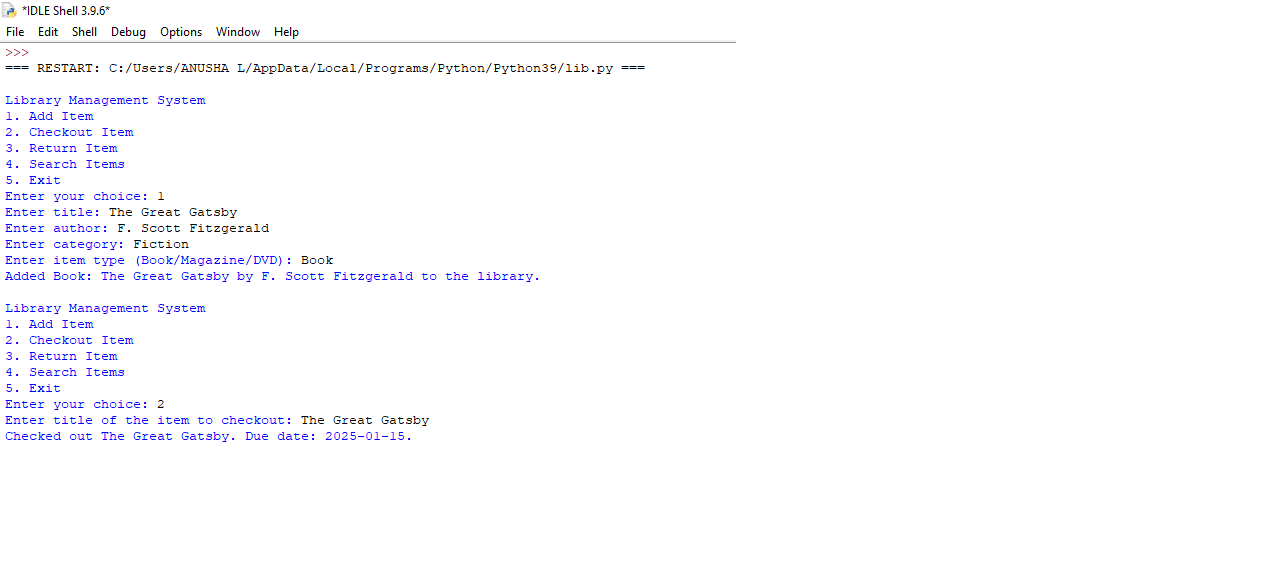 *IDLE Shell 3.9.6*
File Edit Shell Debug Options Window Help
>>>
=== RESTART: C:/Users/ANUSHA L/AppData/Local/Programs/Python/Python39/lib.py ===
Library Management System
1. Add Item
2. Checkout Item
3. Return Item
4. Search Items
5. Exit
Enter your choice: 1
Enter title: The Great Gatsby
Enter author: F. Scott Fitzgerald
Enter category: Fiction
Enter item type (Book/Magazine/DVD): Book
Added Book: The Great Gatsby by F. Scott Fitzgerald to the library.
Library Management System
1. Add Item
2. Checkout Item
3. Return Item
4. Search Items
5. Exit
Enter your choice: 2
Enter title of the item to checkout: The Great Gatsby
Checked out The Great Gatsby. Due date: 2025-01-15.